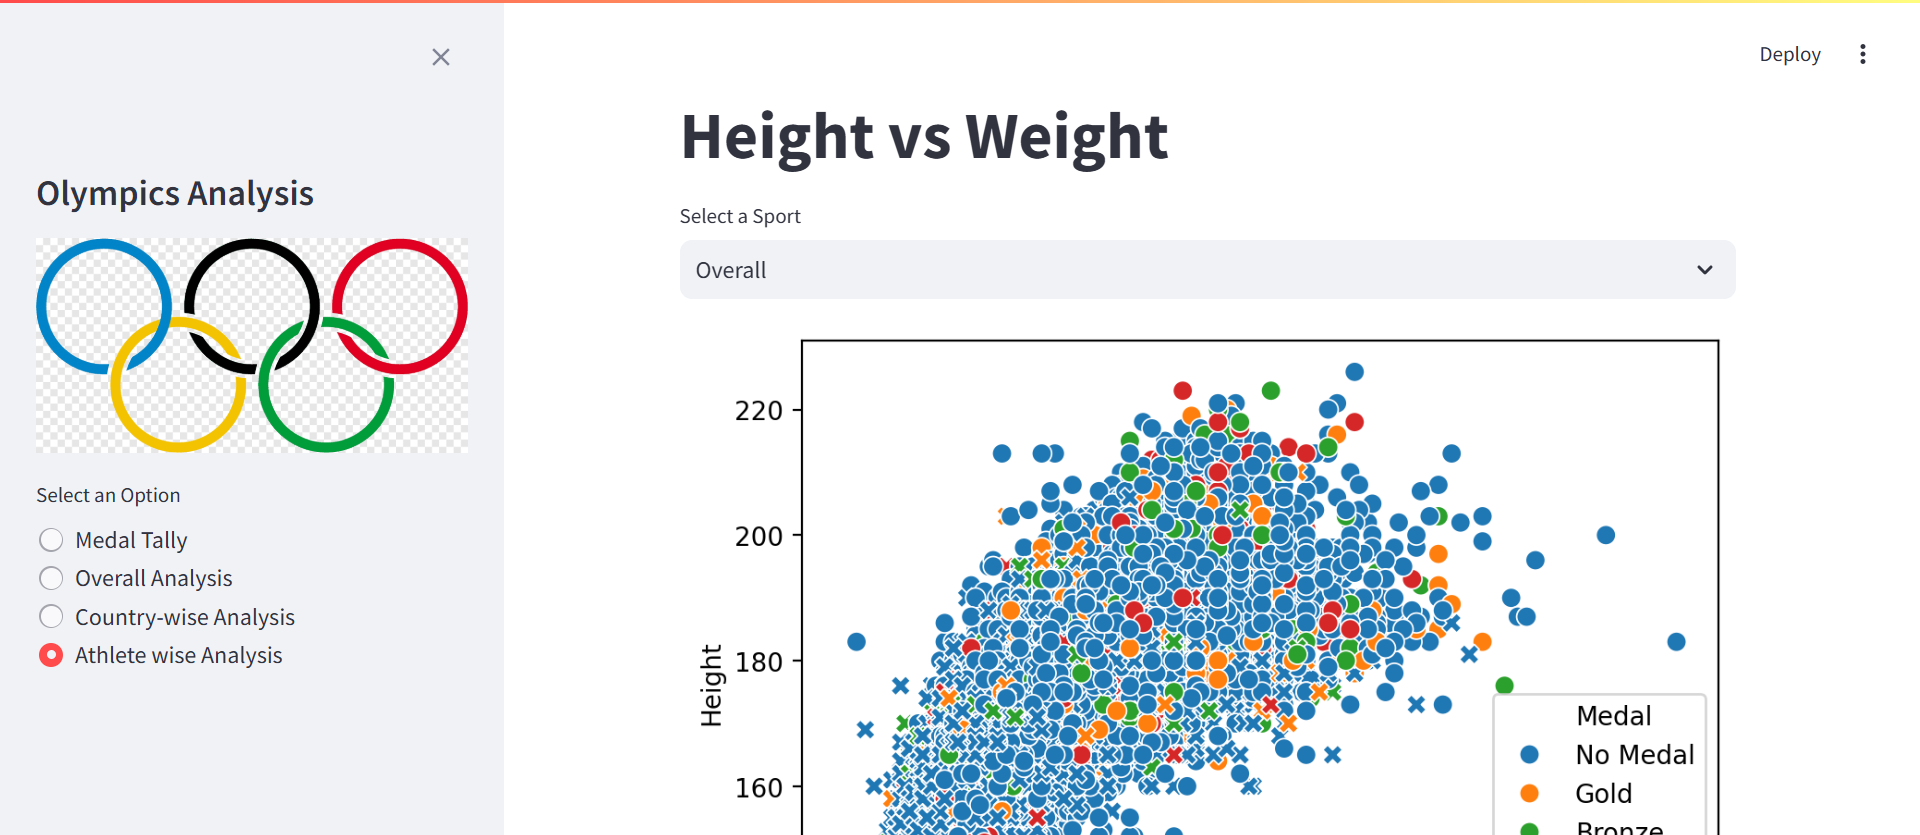 Deploy
Olympics Analysis
Select an Option
Medal Tally
Overall Analysis
Country-wise Analysis
Athlete wise Analysis
Height vs Weight
Select a Sport
Overall
220
200
180
160
Height
Medal
No Medal
Gold
Bronze